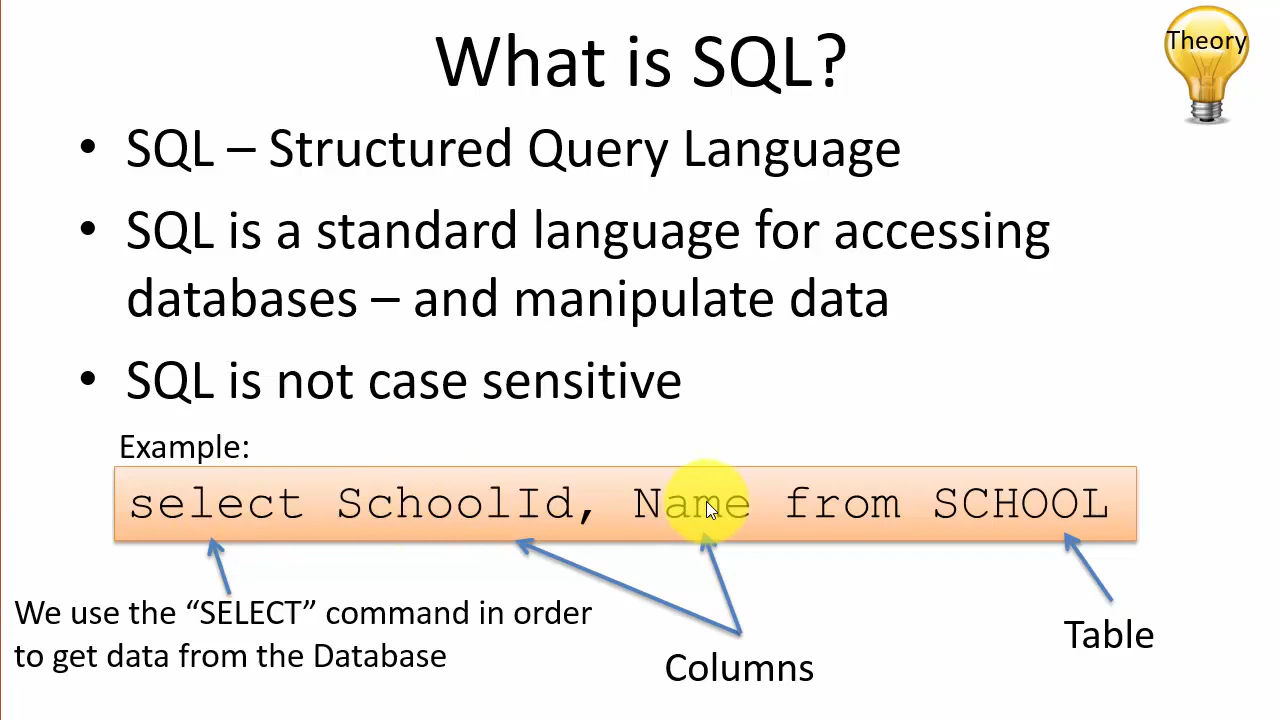 What is SQL?
Theory
• SQL – Structured Query Language
• SQL is a standard language for accessing
databases – and manipulate data
• SQL is not case sensitive
Example:
select SchoolId, Name from SCHOOL
We use the “SELECT” command in order
to get data from the Database
Columns
Table